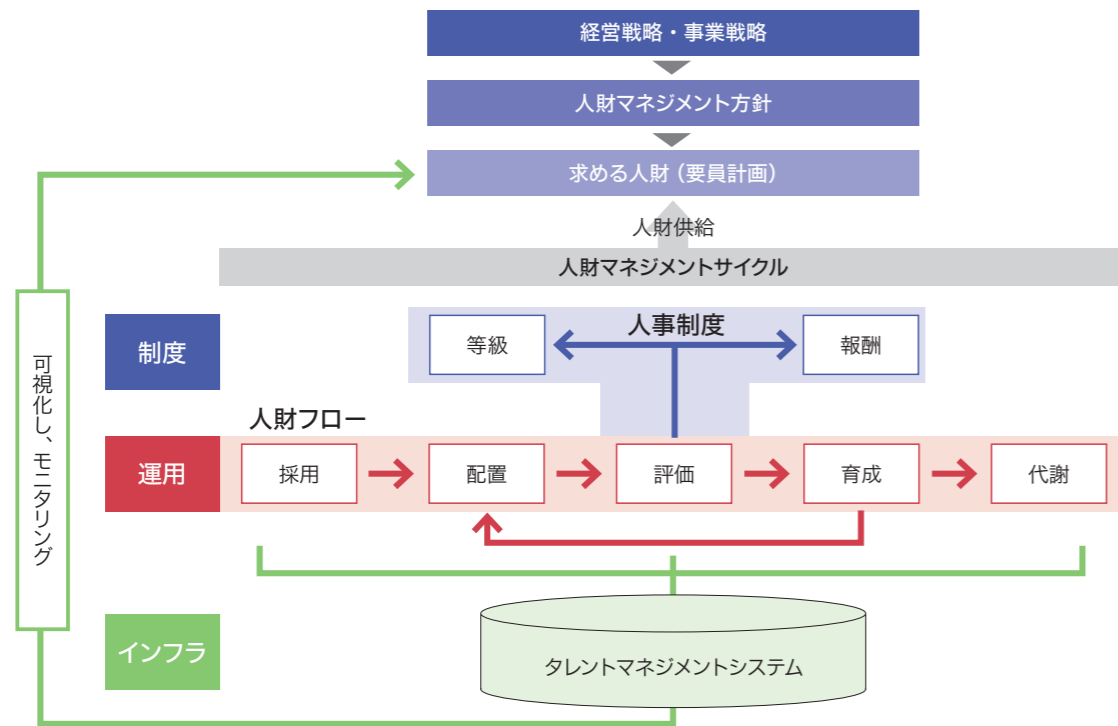 経営戦略・事業戦略
人財マネジメント方針
求める人財（要員計画）
人財供給
人財マネジメントサイクル
制度
人事制度
等級
報酬
人財フロー
運用
採用
配置
評価
育成
代謝
可視化し、モニタリング
インフラ
タレントマネジメントシステム